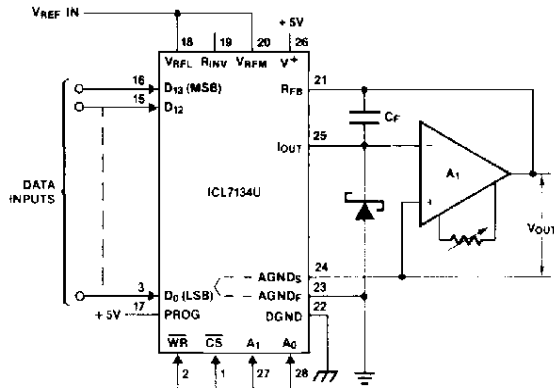 VREF IN
+5V
18 19 20 26
VRFL RINV VRFM V+
16 D13 (MSB)
15 D12
RFB 21
CF
25
IOUT
A1
−
+
ICL7134U
DATA
INPUTS
VOUT
AGNDS 24
3 D0 (LSB)
AGNDF 23
+5V 17 PROG
DGND 22
WR CS A1 A0
2 1 27 28